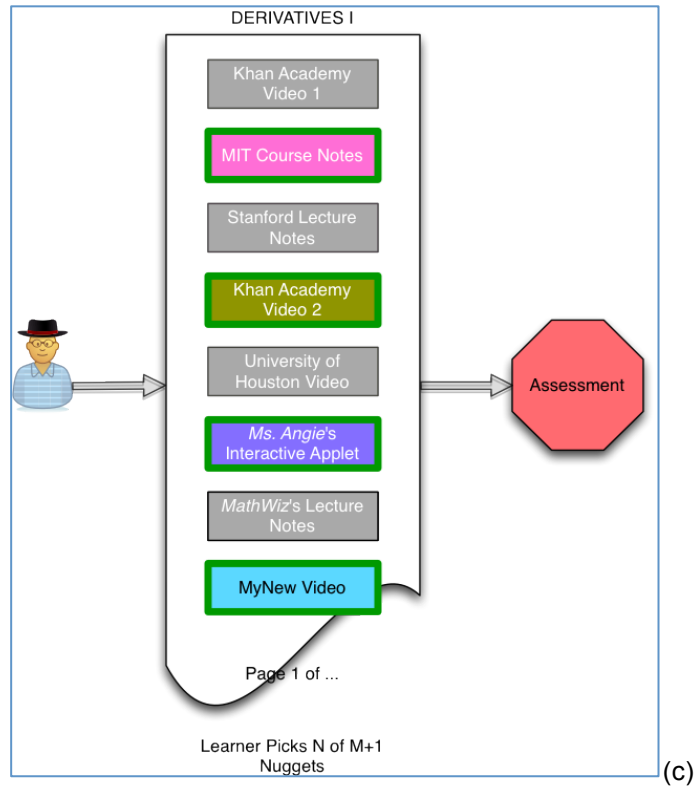 DERIVATIVES I
Khan Academy
Video 1
MIT Course Notes
Stanford Lecture
Notes
Khan Academy
Video 2
University of
Houston Video
Ms. Angie's
Interactive Applet
MathWiz's Lecture
Notes
MyNew Video
Assessment
Page 1 of ...
Learner Picks N of M+1
Nuggets
(c)